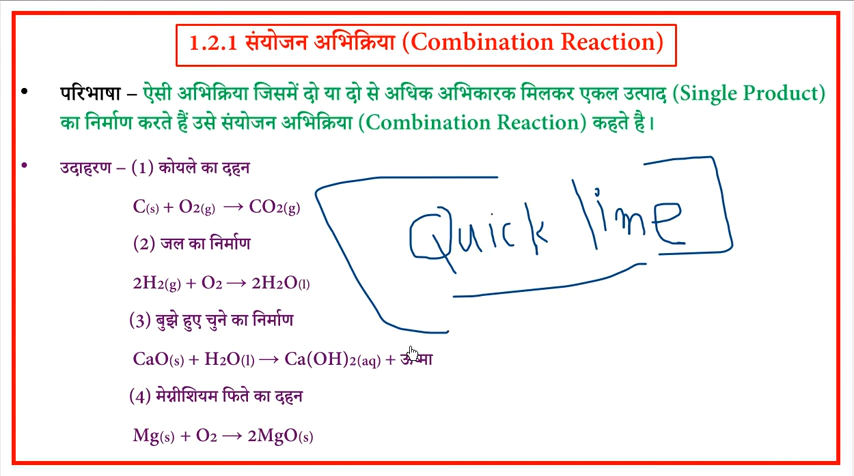 1.2.1 संयोजन अभिक्रिया (Combination Reaction)
• परिभाषा – ऐसी अभिक्रिया जिसमें दो या दो से अधिक अभिकारक मिलकर एकल उत्पाद (Single Product)
का निर्माण करते हैं उसे संयोजन अभिक्रिया (Combination Reaction) कहते है।
• उदाहरण – (1) कोयले का दहन
C(s) + O2(g) → CO2(g)
(2) जल का निर्माण
2H2(g) + O2 → 2H2O(l)
(3) बुझे हुए चुने का निर्माण
CaO(s) + H2O(l) → Ca(OH)2(aq) + ऊष्मा
(4) मेग्नीशियम फिते का दहन
Mg(s) + O2 → 2MgO(s)
Quick lime